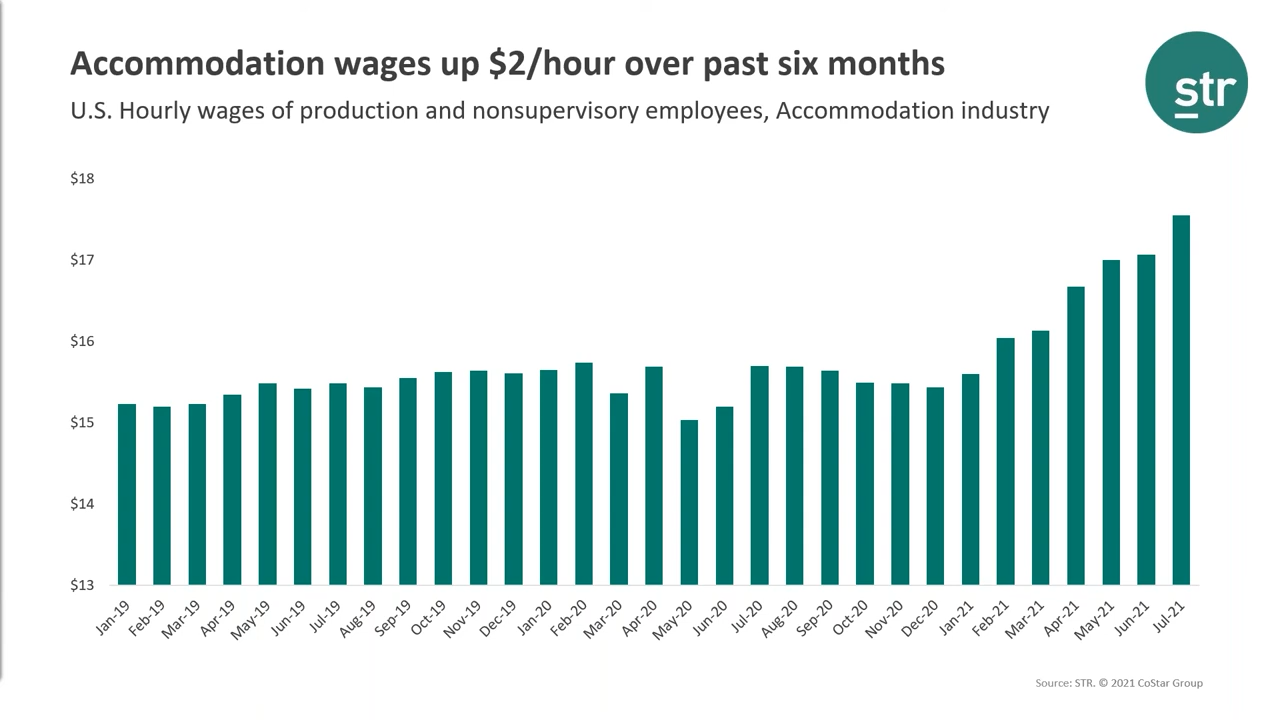 Accommodation wages up $2/hour over past six months
U.S. Hourly wages of production and nonsupervisory employees, Accommodation industry
str
$18
$17
$16
$15
$14
$13
Jan-19
Feb-19
Mar-19
Apr-19
May-19
Jun-19
Jul-19
Aug-19
Sep-19
Oct-19
Nov-19
Dec-19
Jan-20
Feb-20
Mar-20
Apr-20
May-20
Jun-20
Jul-20
Aug-20
Sep-20
Oct-20
Nov-20
Dec-20
Jan-21
Feb-21
Mar-21
Apr-21
May-21
Jun-21
Jul-21
Source: STR. © 2021 CoStar Group